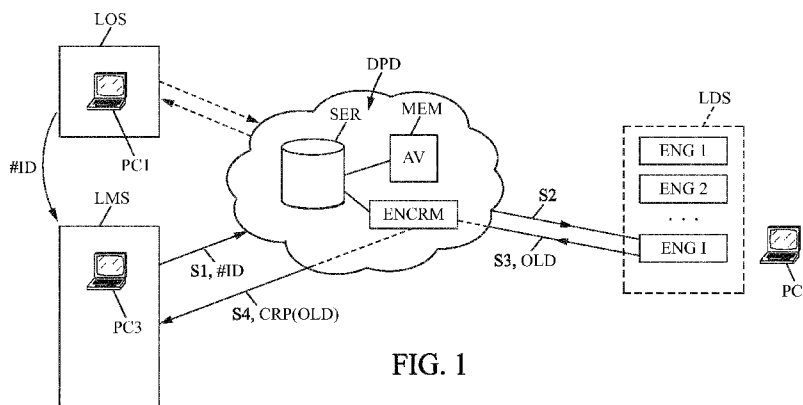 LOS
PC1
#ID
LMS
PC3
S1, #ID
S4, CRP(OLD)
DPD
SER
MEM
AV
ENCRM
S2
S3, OLD
LDS
ENG 1
ENG 2
. . .
ENG I
PC
FIG. 1